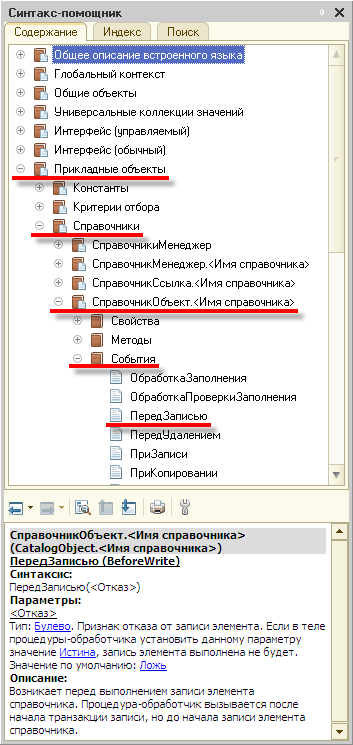 Синтакс-помощник
Содержание Индекс Поиск
Общее описание встроенного языка
Глобальный контекст
Общие объекты
Универсальные коллекции значений
Интерфейс (управляемый)
Интерфейс (обычный)
Прикладные объекты
Константы
Критерии отбора
Справочники
СправочникиМенеджер
СправочникМенеджер.<Имя справочника>
СправочникСсылка.<Имя справочника>
СправочникОбъект.<Имя справочника>
Свойства
Методы
События
ОбработкаЗаполнения
ОбработкаПроверкиЗаполнения
ПередЗаписью
ПередУдалением
ПриЗаписи
ПриКопировании
СправочникОбъект.<Имя справочника>
(CatalogObject.<Имя справочника>)
ПередЗаписью (BeforeWrite)
Синтаксис:
ПередЗаписью(<Отказ>)
Параметры:
<Отказ>
Тип: Булево. Признак отказа от записи элемента. Если в теле
процедуры-обработчика установить данному параметру
значение Истина, запись элемента выполнена не будет.
Значение по умолчанию: Ложь
Описание:
Возникает перед выполнением записи элемента
справочника. Процедура-обработчик вызывается после
начала транзакции записи, но до начала записи элемента
справочника.